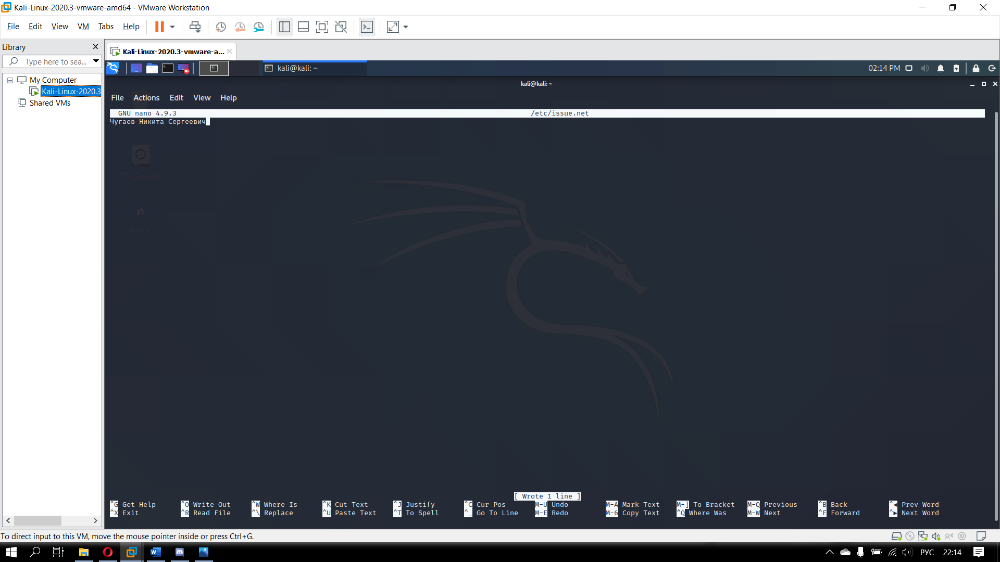 Kali-Linux-2020.3-vmware-amd64 - VMware Workstation
File Edit View VM Tabs Help
Library
Kali-Linux-2020.3-vmware-a...
Type here to sea...
kali@kali: ~
02:14 PM
My Computer
Kali-Linux-2020.3
Shared VMs
kali@kali: ~
File Actions Edit View Help
GNU nano 4.9.3 /etc/issue.net
Чугаев Никита Сергеевич
File System
Home
[ Wrote 1 line ]
^G Get Help ^O Write Out ^W Where Is ^K Cut Text ^J Justify ^C Cur Pos M-U Undo M-A Mark Text M-] To Bracket M-Q Previous ^B Back ^◄ Prev Word
^X Exit ^R Read File ^\ Replace ^U Paste Text ^T To Spell ^_ Go To Line M-E Redo M-6 Copy Text ^Q Where Was M-W Next ^F Forward ^► Next Word
To direct input to this VM, move the mouse pointer inside or press Ctrl+G.
РУС 22:14